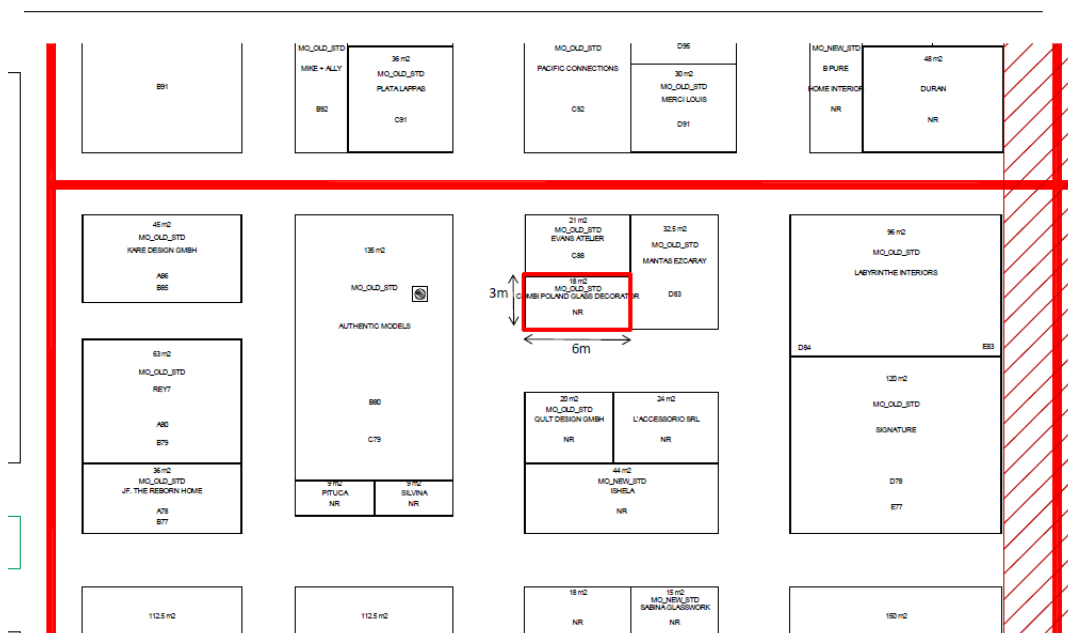 B91
MO_OLD_STD
MIKE + ALLY
B92
36 m2
MO_OLD_STD
PLATA LAPPAS
C91
MO_OLD_STD
PACIFIC CONNECTIONS
C92
D95
30 m2
MO_OLD_STD
MERCI LOUIS
D91
MO_NEW_STD
B PURE
HOME INTERIOR
NR
48 m2
DURAN
NR
45 m2
MO_OLD_STD
KARE DESIGN GMBH
A86
B85
135 m2
MO_OLD_STD
AUTHENTIC MODELS
B80
C79
21 m2
MO_OLD_STD
EVANS ATELIER
C88
32.5 m2
MO_OLD_STD
MANTAS EZCARAY
D83
3m
18 m2
MO_OLD_STD
COMBI POLAND GLASS DECORATOR
NR
6m
96 m2
MO_OLD_STD
LABYRINTHE INTERIORS
D84
E83
63 m2
MO_OLD_STD
REY7
A80
B79
20 m2
MO_OLD_STD
QULT DESIGN GMBH
NR
24 m2
L'ACCESSORIO SRL
NR
120 m2
MO_OLD_STD
SIGNATURE
D78
E77
36 m2
MO_OLD_STD
JF. THE REBORN HOME
A78
B77
9 m2
PITUCA
NR
9 m2
SILVINA
NR
44 m2
MO_NEW_STD
ISHELA
NR
112.5 m2
112.5 m2
18 m2
NR
15 m2
MO_NEW_STD
SABINA GLASSWORK
NR
160 m2